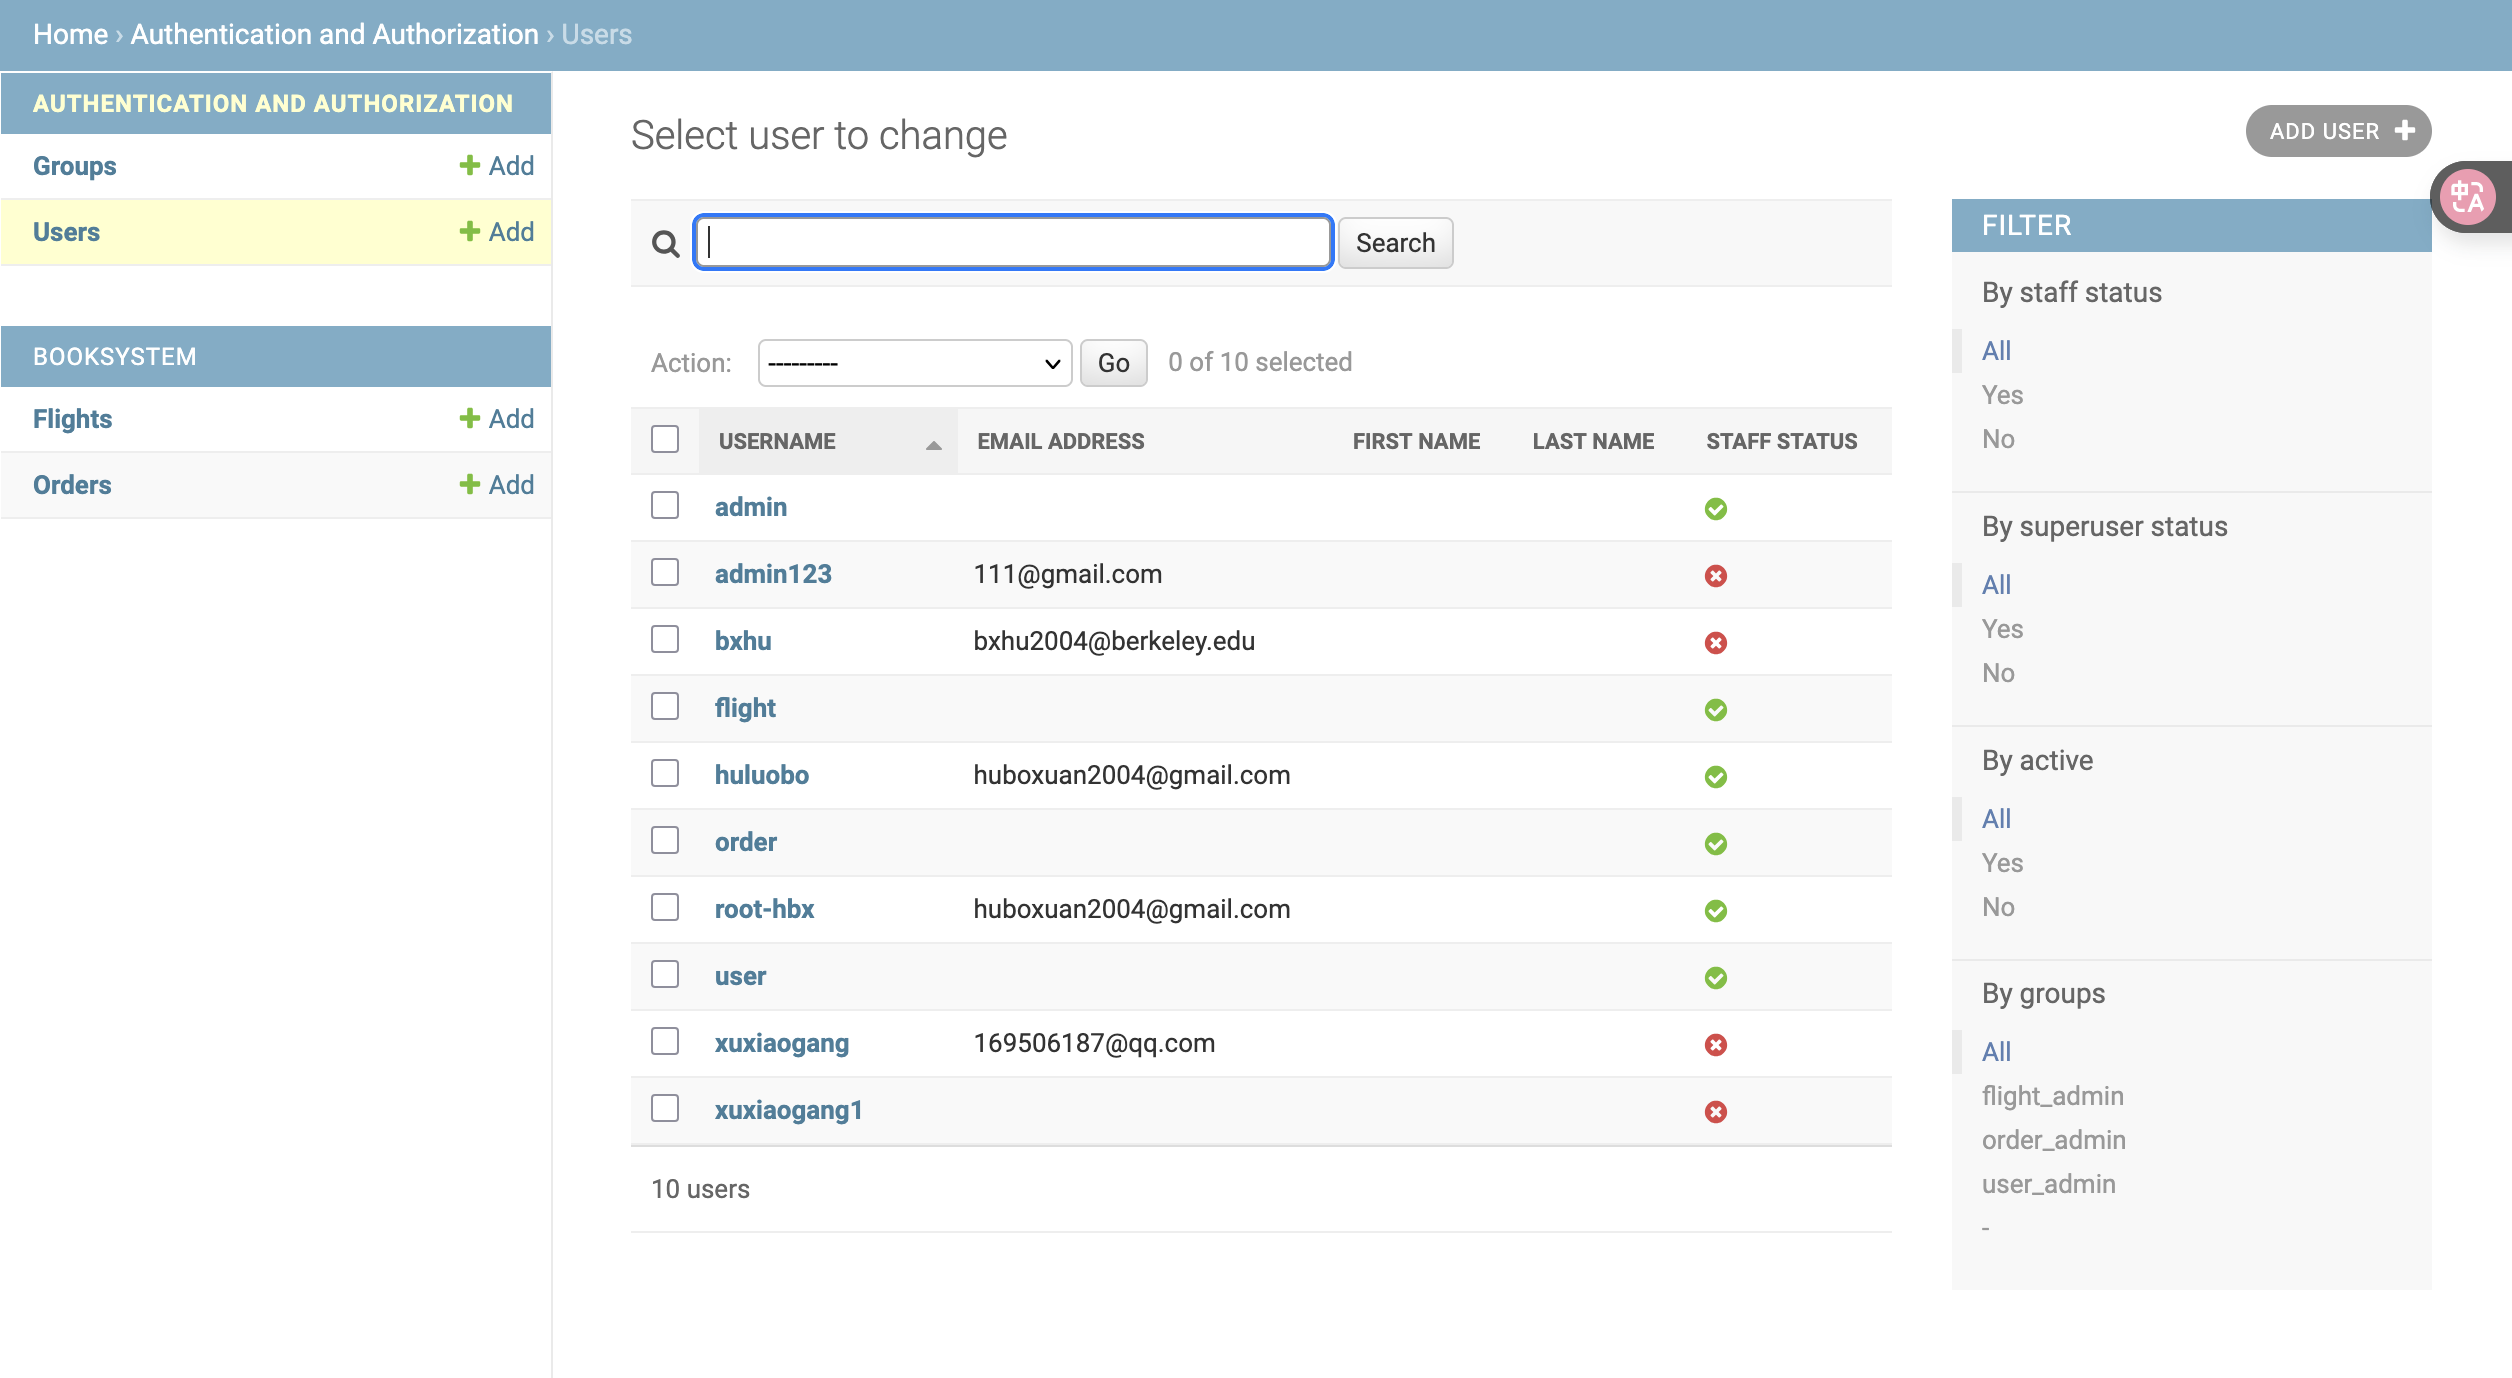 Home › Authentication and Authorization › Users
AUTHENTICATION AND AUTHORIZATION
Groups + Add
Users + Add
BOOKSYSTEM
Flights + Add
Orders + Add
Select user to change
ADD USER +
Search
Action: --------- Go 0 of 10 selected
USERNAME EMAIL ADDRESS FIRST NAME LAST NAME STAFF STATUS
admin
admin123 111@gmail.com
bxhu bxhu2004@berkeley.edu
flight
huluobo huboxuan2004@gmail.com
order
root-hbx huboxuan2004@gmail.com
user
xuxiaogang 169506187@qq.com
xuxiaogang1
10 users
FILTER
By staff status
All
Yes
No
By superuser status
All
Yes
No
By active
All
Yes
No
By groups
All
flight_admin
order_admin
user_admin
-
中A